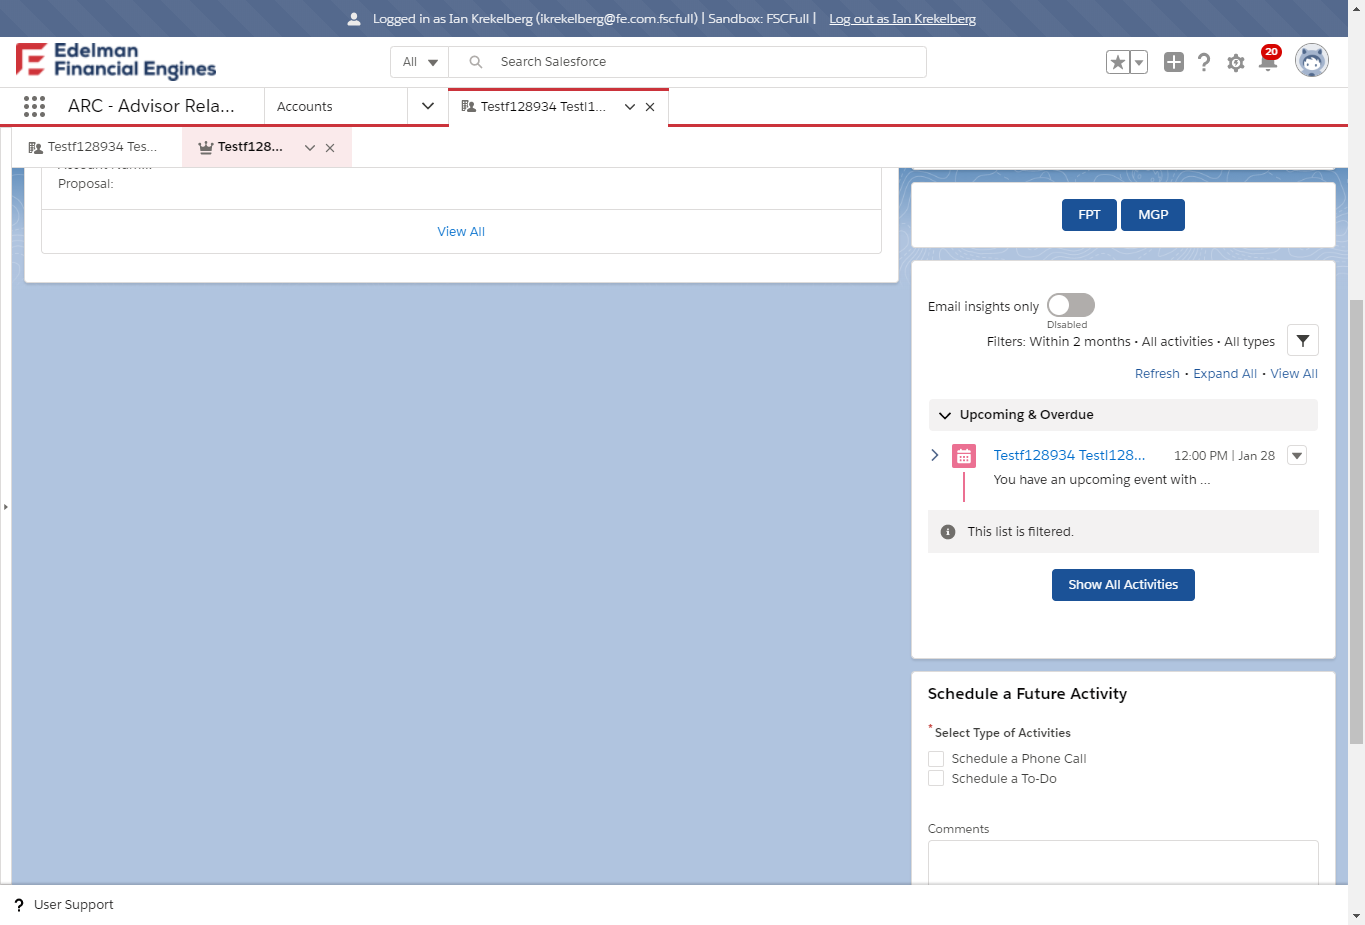 Logged in as Ian Krekelberg (ikrekelberg@fe.com.fscfull) | Sandbox: FSCFull | Log out as Ian Krekelberg
Edelman
Financial Engines
All
Search Salesforce
20
ARC - Advisor Rela...
Accounts
Testf128934 Testl1...
Testf128934 Tes...
Testf128...
Proposal:
View All
FPT
MGP
Email insights only
Disabled
Filters: Within 2 months • All activities • All types
Refresh • Expand All • View All
Upcoming & Overdue
Testf128934 Testl128...
12:00 PM | Jan 28
You have an upcoming event with ...
This list is filtered.
Show All Activities
Schedule a Future Activity
* Select Type of Activities
Schedule a Phone Call
Schedule a To-Do
Comments
? User Support